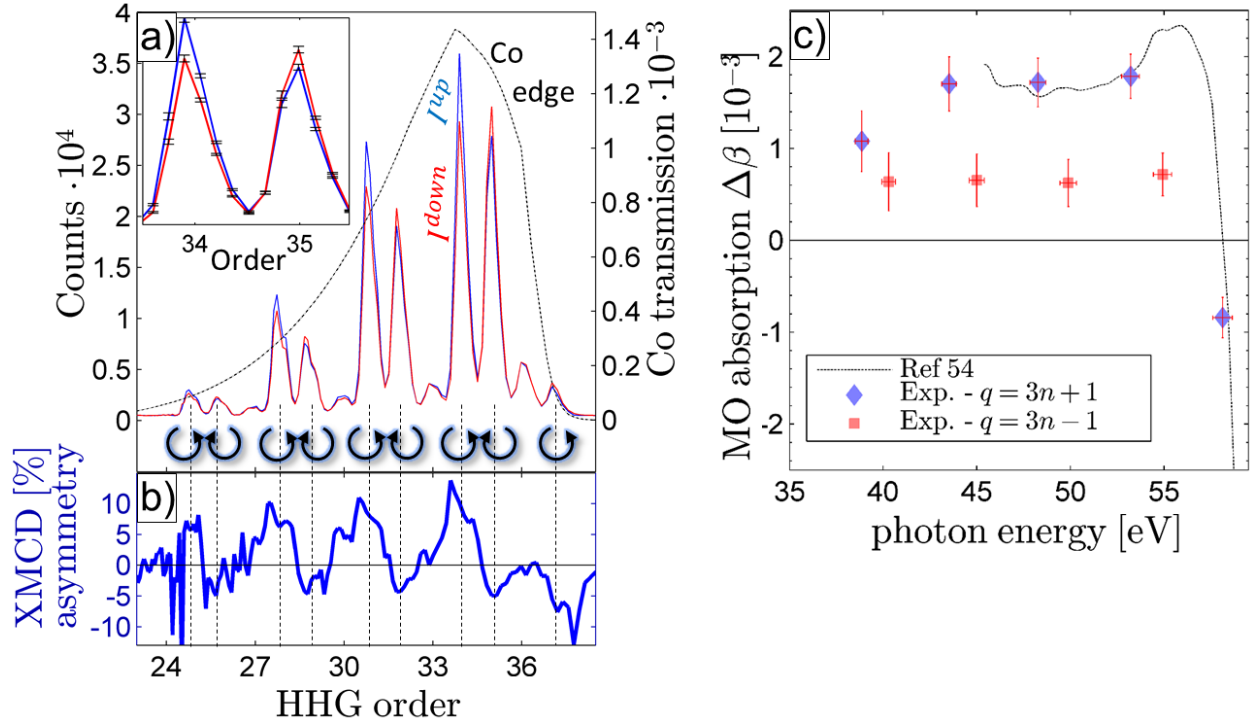 a)
4
3.5
3
2.5
2
1.5
1
0.5
0
Counts ·10⁴
34
35
Order
I^up
I^down
Co
edge
1.4
1.2
1
0.8
0.6
0.4
0.2
0
Co transmission ·10⁻³
b)
10
5
0
-5
-10
XMCD [%]
asymmetry
24
27
30
33
36
HHG order
c)
2
1
0
-1
-2
MO absorption Δβ [10⁻³]
Ref 54
Exp. - q = 3n + 1
Exp. - q = 3n − 1
35
40
45
50
55
photon energy [eV]